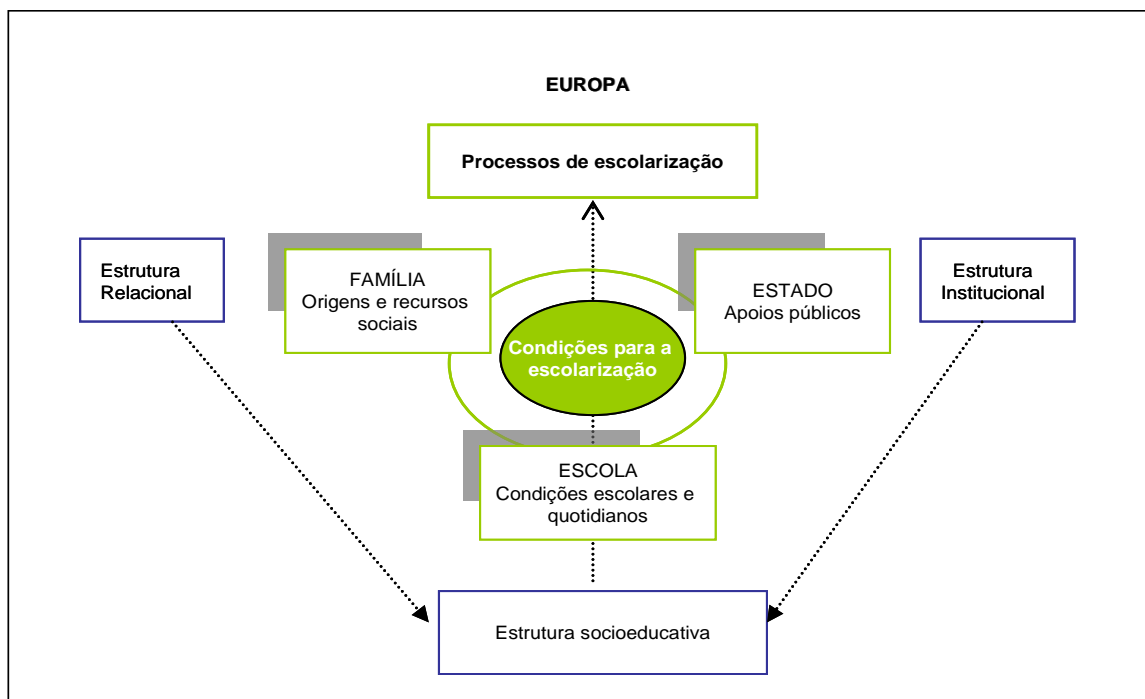 EUROPA
Processos de escolarização
Estrutura
Relacional
FAMÍLIA
Origens e recursos
sociais
ESTADO
Apoios públicos
Estrutura
Institucional
Condições para a
escolarização
ESCOLA
Condições escolares e
quotidianos
Estrutura socioeducativa